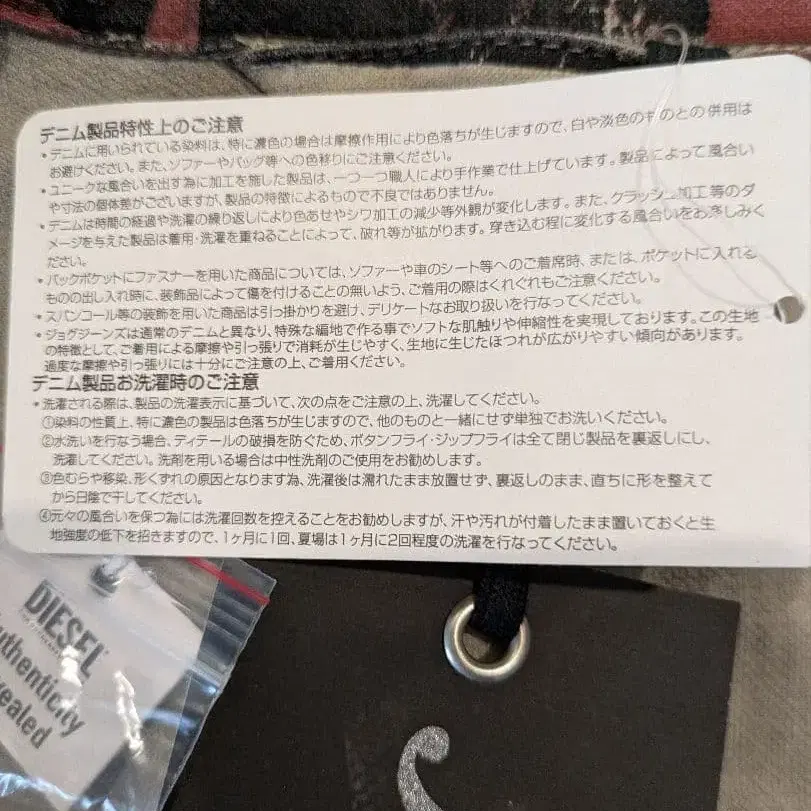 デニム製品特性上のご注意
• デニムに用いられている染料は、特に濃色の場合は摩擦作用により色落ちが生じますので、白や淡色のものとの併用は
お避けください。また、ソファーやバッグ等への色移りにご注意ください。
• ユニークな風合いを出す為に加工を施した製品は、一つ一つ職人により手作業で仕上げています。製品によって風合い
や寸法の個体差がございますが、製品の特徴によるもので不良ではありません。
• デニムは時間の経過や洗濯の繰り返しにより色あせやシワ加工の減少等外観が変化します。また、クラッシュ加工等のダ
メージを与えた製品は着用・洗濯を重ねることによって、破れ等が拡がります。穿き込む程に変化する風合いをお楽しみく
ださい。
• バックポケットにファスナーを用いた商品については、ソファーや車のシート等へのご着席時、または、ポケットに入れる
ものの出し入れ時に、装飾品によって傷を付けることの無いよう、ご着用の際はくれぐれもご注意ください。
• スパンコール等の装飾を用いた商品は引っ掛かりを避け、デリケートなお取り扱いを行なってください。
• ジョグジーンズは通常のデニムと異なり、特殊な編地で作る事でソフトな肌触りや伸縮性を実現しております。この生地
の特徴として、ご着用による摩擦や引っ張りで消耗が生じやすく、生地に生じたほつれが広がりやすい傾向があります。
過度な摩擦や引っ張りには十分にご注意の上、ご着用ください。
デニム製品お洗濯時のご注意
• 洗濯される際は、製品の洗濯表示に基づいて、次の点をご注意の上、洗濯してください。
①染料の性質上、特に濃色の製品は色落ちが生じますので、他のものと一緒にせず単独でお洗いください。
②水洗いを行なう場合、ディテールの破損を防ぐため、ボタンフライ・ジップフライは全て閉じ製品を裏返しにし、
洗濯してください。洗剤を用いる場合は中性洗剤のご使用をお勧めします。
③色むらや移染、形くずれの原因となります為、洗濯後は濡れたまま放置せず、裏返しのまま、直ちに形を整えて
から日陰で干してください。
④元々の風合いを保つ為には洗濯回数を控えることをお勧めしますが、汗や汚れが付着したまま置いておくと生
地強度の低下を招きますので、1ヶ月に1回、夏場は1ヶ月に2回程度の洗濯を行なってください。
DIESEL
uthenticity
ealed